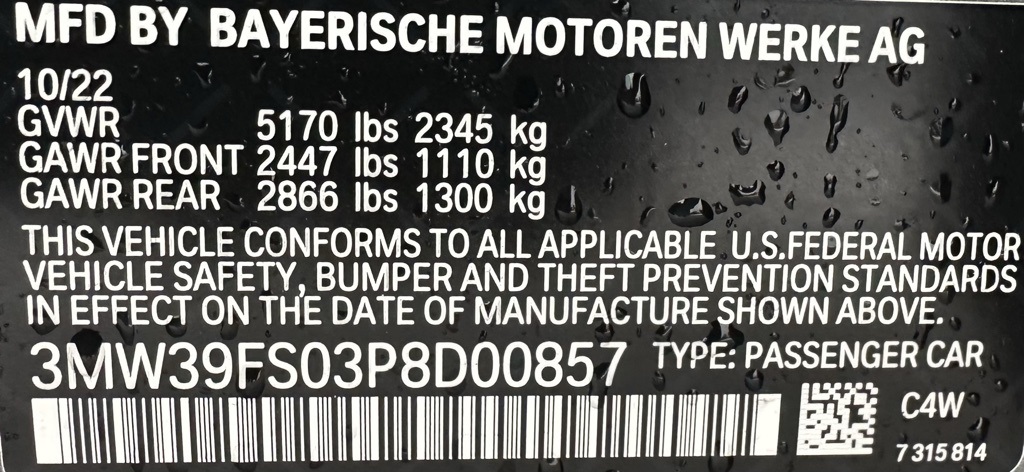 MFD BY BAYERISCHE MOTOREN WERKE AG
10/22
GVWR 5170 lbs 2345 kg
GAWR FRONT 2447 lbs 1110 kg
GAWR REAR 2866 lbs 1300 kg
THIS VEHICLE CONFORMS TO ALL APPLICABLE U.S.FEDERAL MOTOR
VEHICLE SAFETY, BUMPER AND THEFT PREVENTION STANDARDS
IN EFFECT ON THE DATE OF MANUFACTURE SHOWN ABOVE.
3MW39FS03P8D00857 TYPE: PASSENGER CAR
C4W
7 315 814